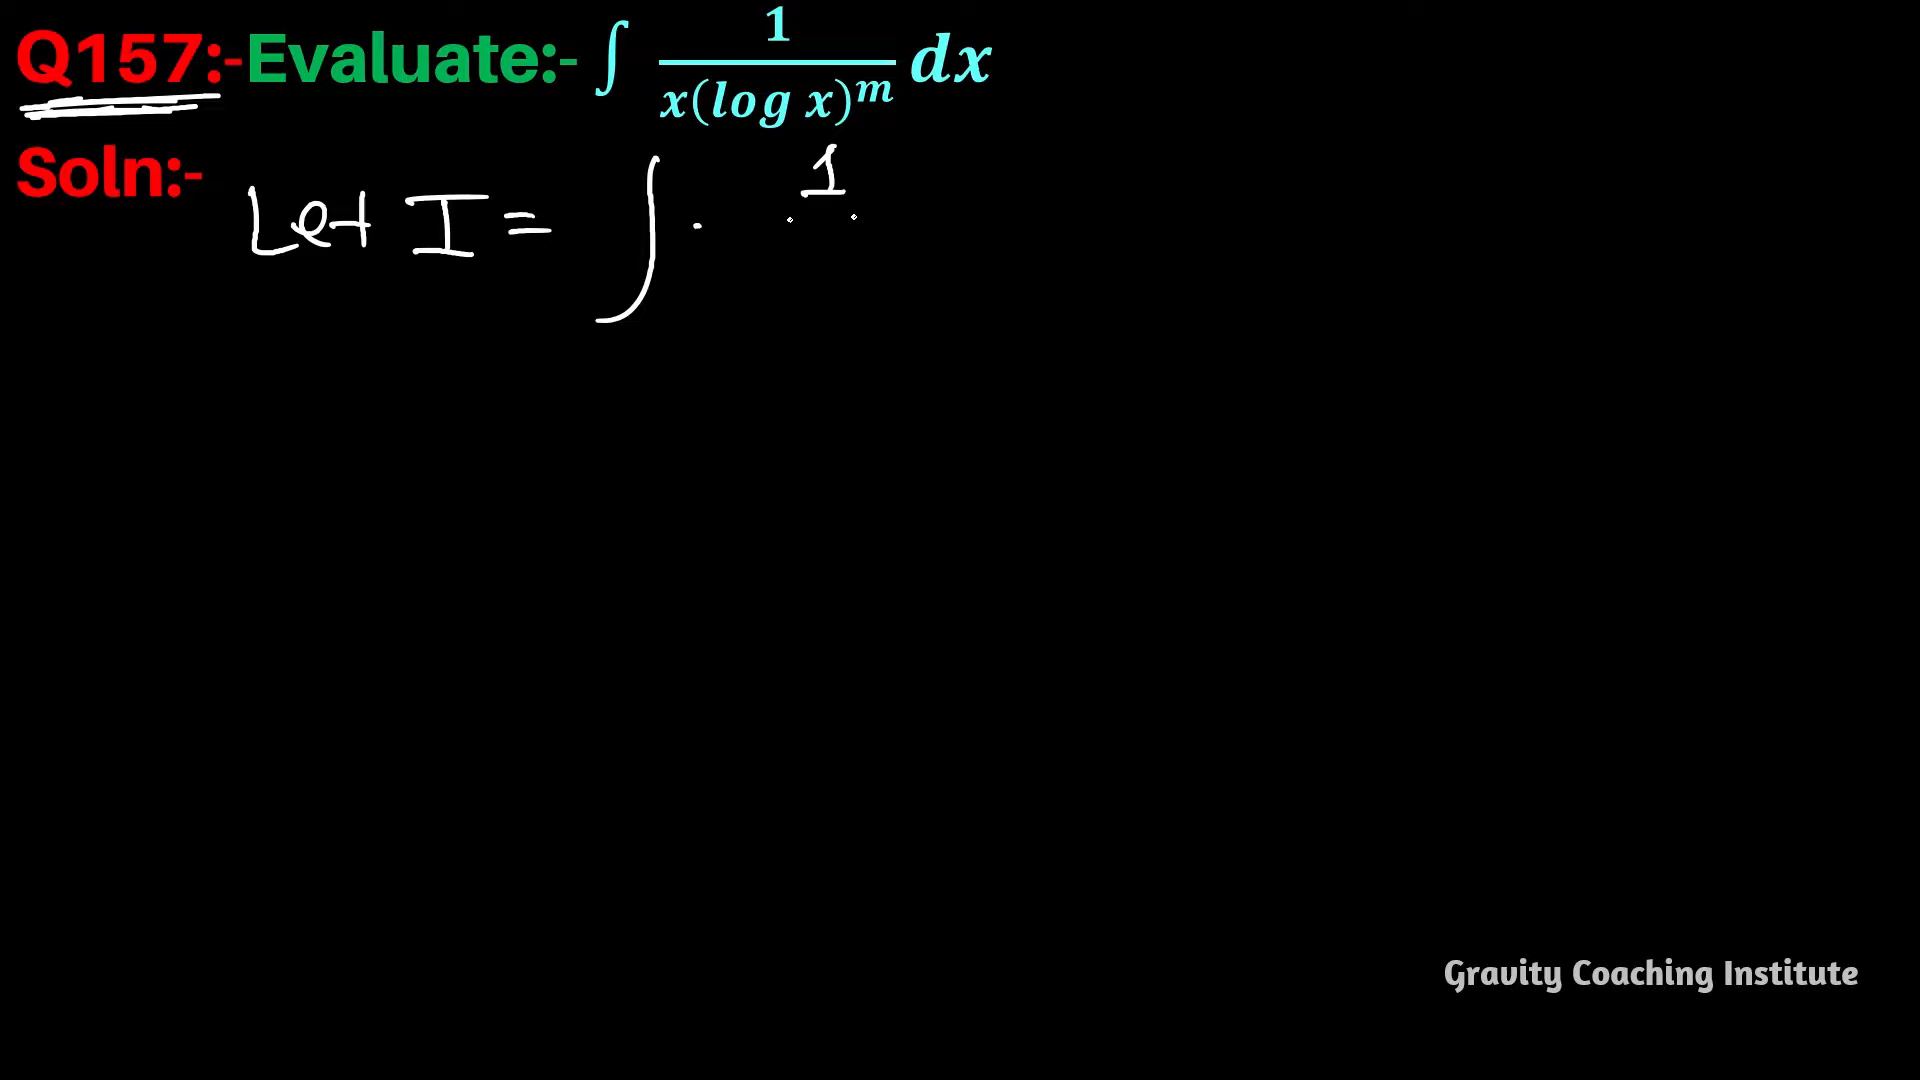 Q157:-Evaluate:- ∫ 1/x(log x)^m dx
Soln:- Let I = ∫ 1
Gravity Coaching Institute